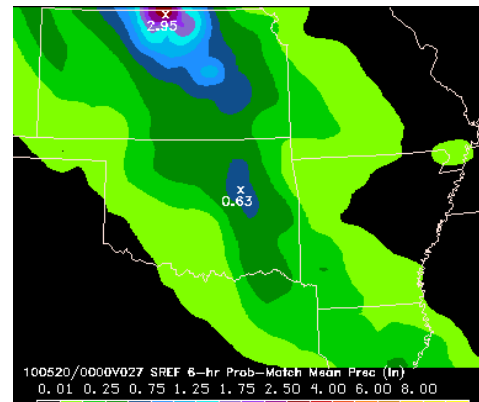 x
2.95
x
0.63
100520/0000V027 SREF 6-hr Prob-Match Mean Prsc (In)
0.01 0.25 0.75 1.25 1.75 2.50 4.00 6.00 8.00